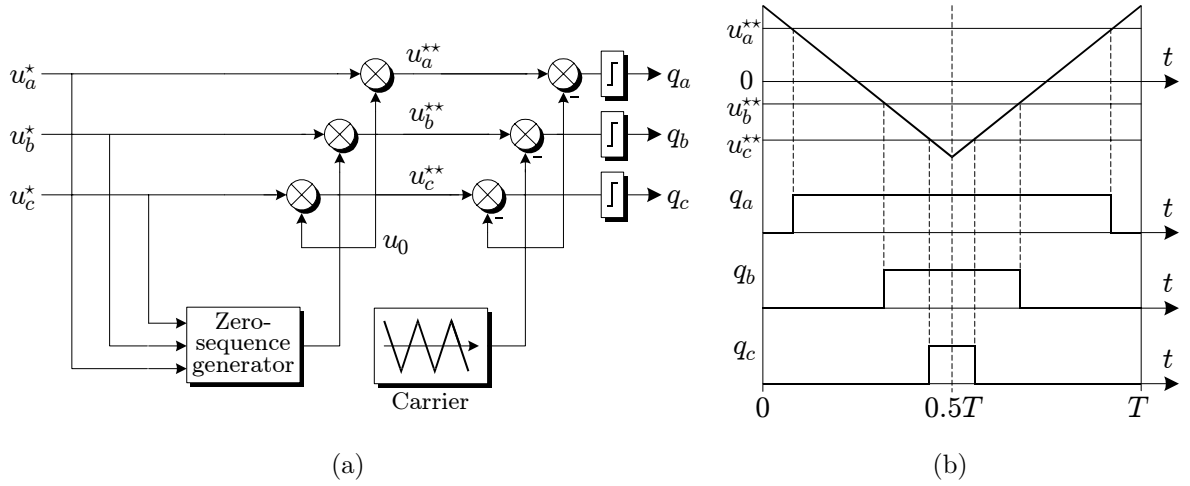 u_a^⋆ u_a^⋆⋆ q_a
u_b^⋆ u_b^⋆⋆ q_b
u_c^⋆ u_c^⋆⋆ q_c
u_0
Zero-
sequence
generator
Carrier
(a)
u_a^⋆⋆
t
0
u_b^⋆⋆
u_c^⋆⋆
q_a t
q_b t
q_c t
0 0.5T T
(b)